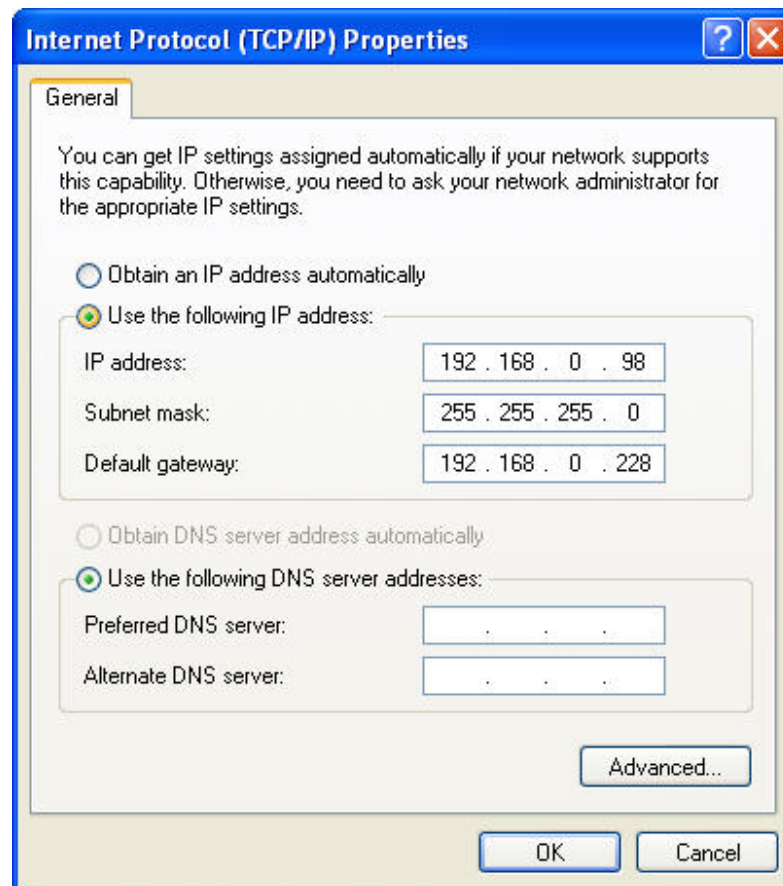 Internet Protocol (TCP/IP) Properties
General
You can get IP settings assigned automatically if your network supports
this capability. Otherwise, you need to ask your network administrator for
the appropriate IP settings.
Obtain an IP address automatically
Use the following IP address:
IP address: 192 . 168 . 0 . 98
Subnet mask: 255 . 255 . 255 . 0
Default gateway: 192 . 168 . 0 . 228
Obtain DNS server address automatically
Use the following DNS server addresses:
Preferred DNS server: . . .
Alternate DNS server: . . .
Advanced...
OK Cancel